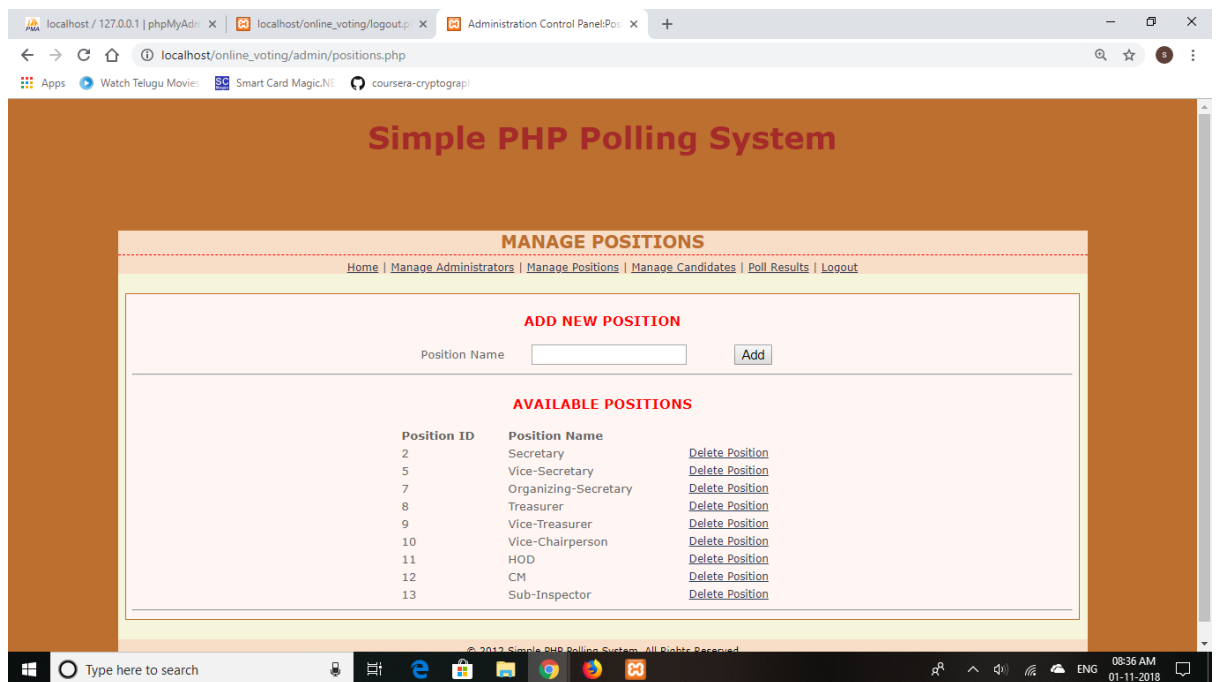 localhost / 127.0.0.1 | phpMyAdm
localhost/online_voting/logout.p
Administration Control Panel:Pos
localhost/online_voting/admin/positions.php
Apps
Watch Telugu Movies
Smart Card Magic.NE
coursera-cryptograph
Simple PHP Polling System
MANAGE POSITIONS
Home | Manage Administrators | Manage Positions | Manage Candidates | Poll Results | Logout
ADD NEW POSITION
Position Name Add
AVAILABLE POSITIONS
Position ID Position Name
2 Secretary Delete Position
5 Vice-Secretary Delete Position
7 Organizing-Secretary Delete Position
8 Treasurer Delete Position
9 Vice-Treasurer Delete Position
10 Vice-Chairperson Delete Position
11 HOD Delete Position
12 CM Delete Position
13 Sub-Inspector Delete Position
© 2012 Simple PHP Polling System. All Rights Reserved
Type here to search
ENG
08:36 AM
01-11-2018